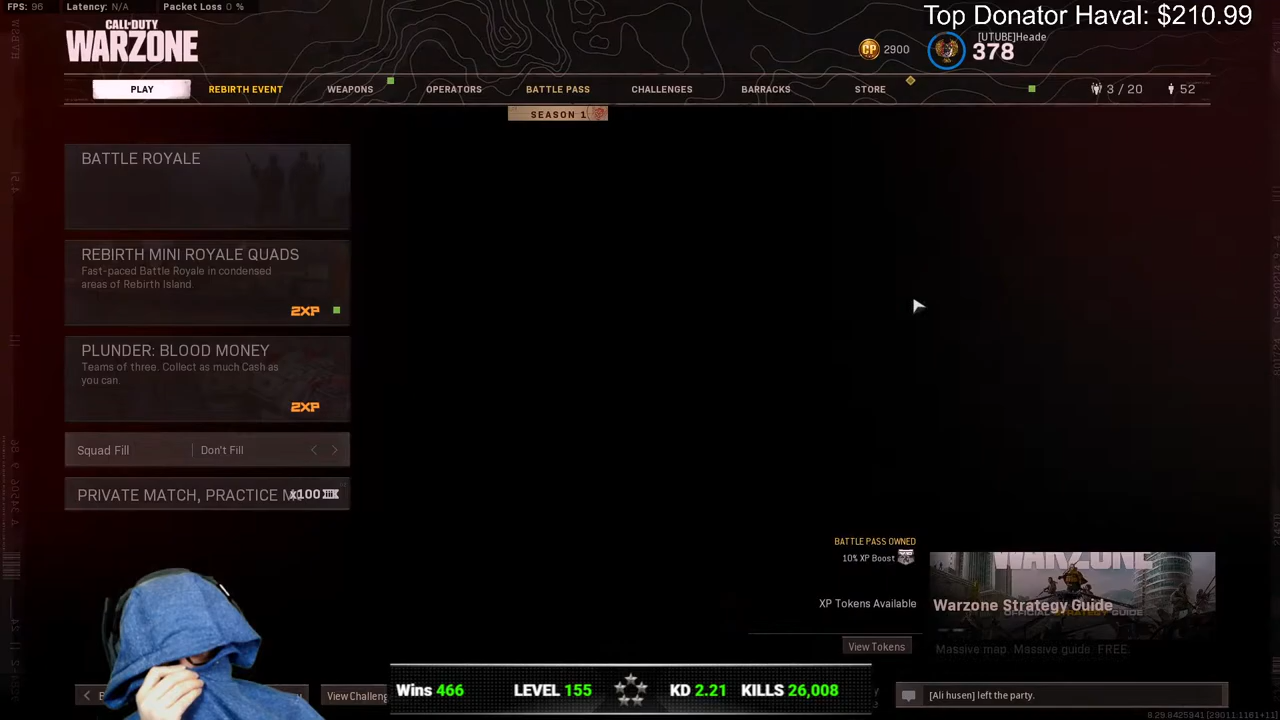 FPS: 96 Latency: N/A Packet Loss 0 %
Top Donator Haval: $210.99
CALL OF DUTY
WARZONE
CP 2900
[UTUBE]Heade
378
PLAY REBIRTH EVENT WEAPONS OPERATORS BATTLE PASS CHALLENGES BARRACKS STORE 3 / 20 52
SEASON 1
BATTLE ROYALE
REBIRTH MINI ROYALE QUADS
Fast-paced Battle Royale in condensed
areas of Rebirth Island.
2XP
PLUNDER: BLOOD MONEY
Teams of three. Collect as much Cash as
you can.
2XP
Squad Fill Don't Fill
PRIVATE MATCH, PRACTICE M
BATTLE PASS OWNED
10% XP Boost
XP Tokens Available
View Tokens
WARZONE
Warzone Strategy Guide
Massive map. Massive guide. FREE.
View Challeng
Wins 466 LEVEL 155 KD 2.21 KILLS 26,008
[Ali husen] left the party.